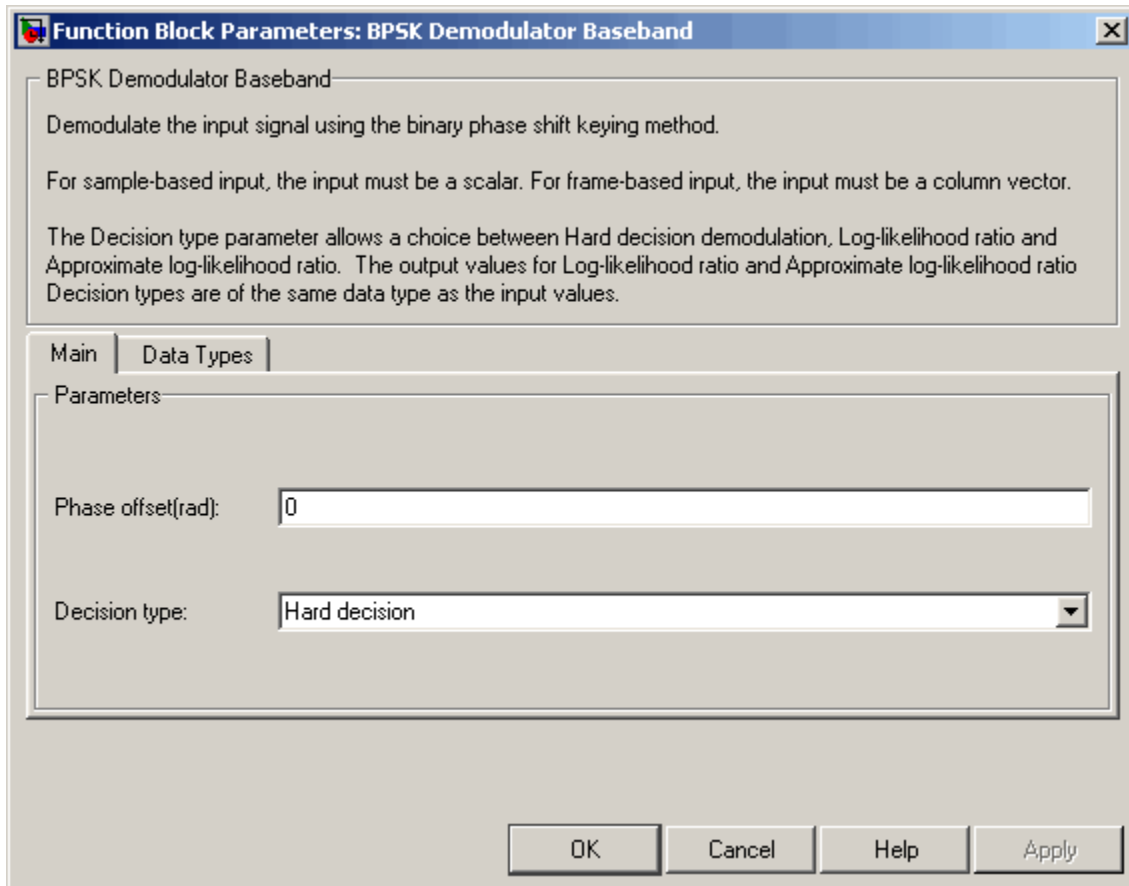 Function Block Parameters: BPSK Demodulator Baseband
BPSK Demodulator Baseband
Demodulate the input signal using the binary phase shift keying method.
For sample-based input, the input must be a scalar. For frame-based input, the input must be a column vector.
The Decision type parameter allows a choice between Hard decision demodulation, Log-likelihood ratio and
Approximate log-likelihood ratio.  The output values for Log-likelihood ratio and Approximate log-likelihood ratio
Decision types are of the same data type as the input values.
Main Data Types
Parameters
Phase offset(rad): 0
Decision type: Hard decision
OK Cancel Help Apply